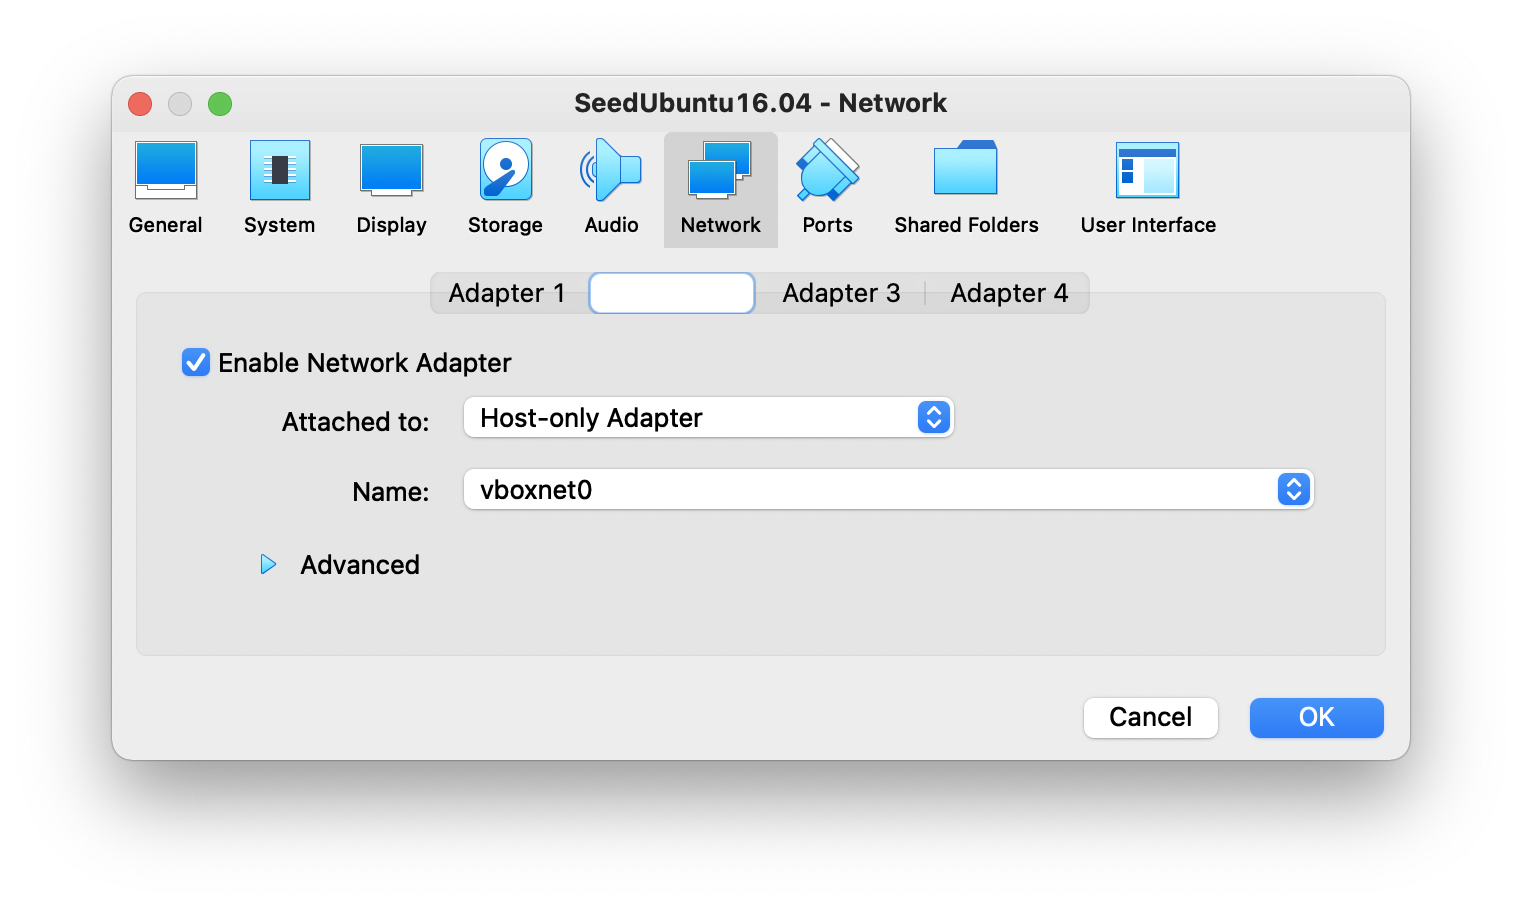 SeedUbuntu16.04 - Network
General System Display Storage Audio Network Ports Shared Folders User Interface
Adapter 1 Adapter 3 Adapter 4
Enable Network Adapter
Attached to: Host-only Adapter
Name: vboxnet0
Advanced
Cancel OK